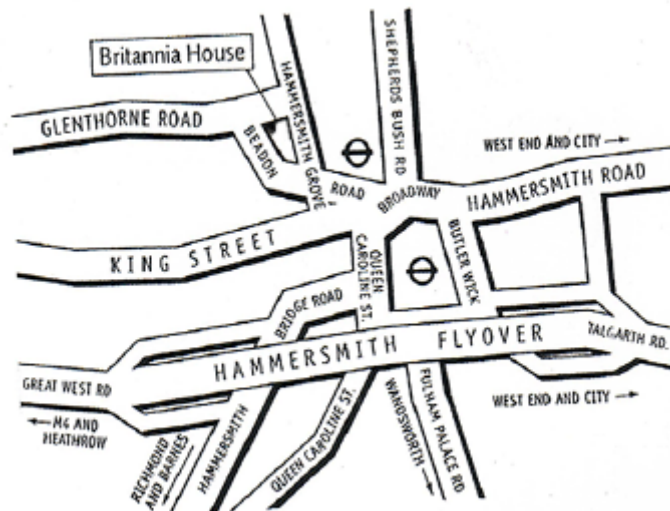 Britannia House
HAMMERSMITH GROVE
SHEPHERDS BUSH RD
GLENTHORNE ROAD
BEADON
ROAD
BROADWAY
WEST END AND CITY
HAMMERSMITH ROAD
KING STREET
QUEEN
CAROLINE ST.
BUTLER WICK
BRIDGE ROAD
HAMMERSMITH FLYOVER
TALGARTH RD.
GREAT WEST RD
M4 AND
HEATHROW
RICHMOND
AND BARNES
HAMMERSMITH
QUEEN CAROLINE ST.
WANDSWORTH
FULHAM PALACE RD
WEST END AND CITY